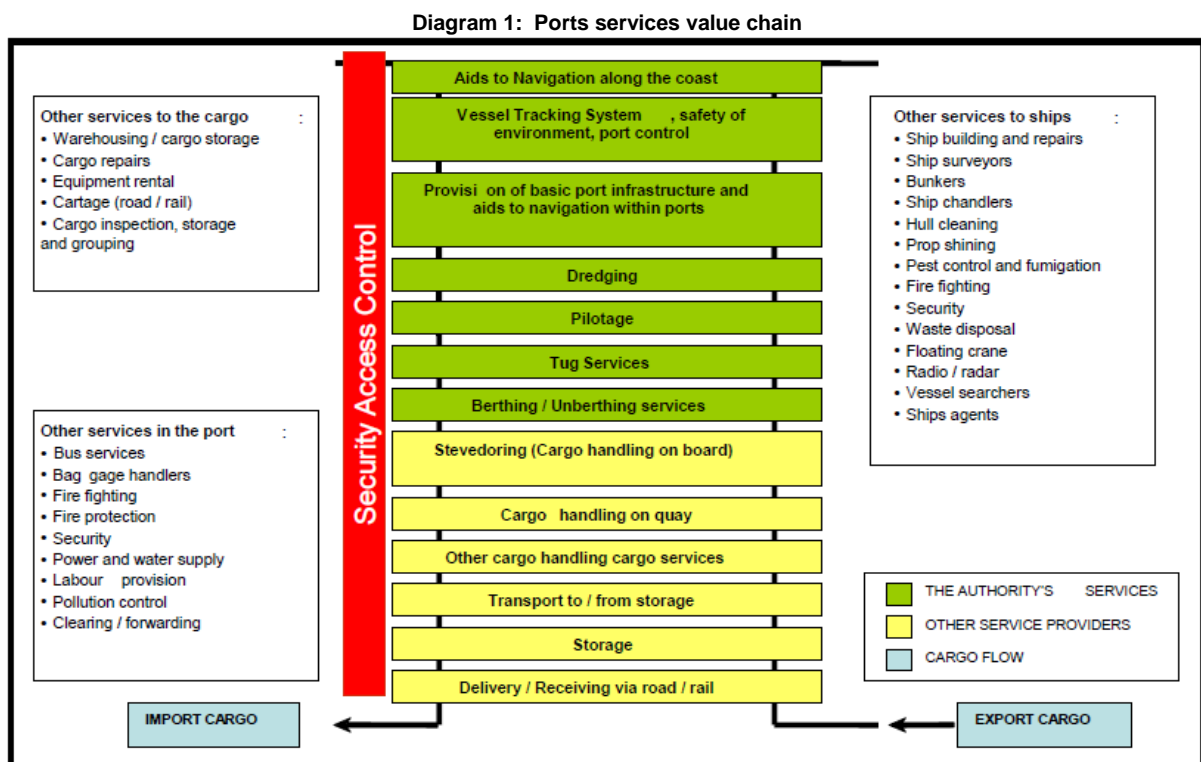 Diagram 1:  Ports services value chain
Other services to the cargo :
• Warehousing / cargo storage
• Cargo repairs
• Equipment rental
• Cartage (road / rail)
• Cargo inspection, storage
and grouping
Other services in the port :
• Bus services
• Bag gage handlers
• Fire fighting
• Fire protection
• Security
• Power and water supply
• Labour provision
• Pollution control
• Clearing / forwarding
Security Access Control
Aids to Navigation along the coast
Vessel Tracking System , safety of
environment, port control
Provisi on of basic port infrastructure and
aids to navigation within ports
Dredging
Pilotage
Tug Services
Berthing / Unberthing services
Stevedoring (Cargo handling on board)
Cargo handling on quay
Other cargo handling cargo services
Transport to / from storage
Storage
Delivery / Receiving via road / rail
Other services to ships :
• Ship building and repairs
• Ship surveyors
• Bunkers
• Ship chandlers
• Hull cleaning
• Prop shining
• Pest control and fumigation
• Fire fighting
• Security
• Waste disposal
• Floating crane
• Radio / radar
• Vessel searchers
• Ships agents
THE AUTHORITY'S SERVICES
OTHER SERVICE PROVIDERS
CARGO FLOW
IMPORT CARGO
EXPORT CARGO